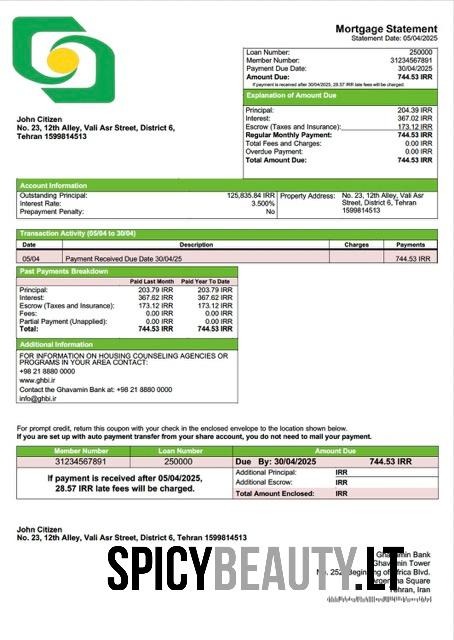 Mortgage Statement
Statement Date: 05/04/2025
Loan Number: 250000
Member Number: 31234567891
Payment Due Date: 30/04/2025
Amount Due: 744.53 IRR
If payment is received after 30/04/2025, 28.57 IRR late fees will be charged.
Explanation of Amount Due
Principal: 204.39 IRR
Interest: 367.02 IRR
Escrow (Taxes and Insurance): 173.12 IRR
Regular Monthly Payment: 744.53 IRR
Total Fees and Charges: 0.00 IRR
Overdue Payment: 0.00 IRR
Total Amount Due: 744.53 IRR
John Citizen
No. 23, 12th Alley, Vali Asr Street, District 6,
Tehran 1599814513
Account Information
Outstanding Principal: 125,835.84 IRR
Interest Rate: 3.500%
Prepayment Penalty: No
Property Address: No. 23, 12th Alley, Vali Asr
Street, District 6, Tehran
1599814513
Transaction Activity (05/04 to 30/04)
Date Description Charges Payments
05/04 Payment Received Due Date 30/04/25 744.53 IRR
Past Payments Breakdown
Paid Last Month Paid Year To Date
Principal: 203.79 IRR 203.79 IRR
Interest: 367.62 IRR 367.62 IRR
Escrow (Taxes and Insurance): 173.12 IRR 173.12 IRR
Fees: 0.00 IRR 0.00 IRR
Partial Payment (Unapplied): 0.00 IRR 0.00 IRR
Total: 744.53 IRR 744.53 IRR
Additional Information
FOR INFORMATION ON HOUSING COUNSELING AGENCIES OR
PROGRAMS IN YOUR AREA CONTACT:
+98 21 8880 0000
www.ghbi.ir
Contact the Ghavamin Bank at: +98 21 8880 0000
info@ghbi.ir
For prompt credit, return this coupon with your check in the enclosed envelope to the location shown below.
If you are set up with auto payment transfer from your share account, you do not need to mail your payment.
Member Number Loan Number Amount Due
31234567891 250000 Due By: 30/04/2025 744.53 IRR
If payment is received after 05/04/2025,
28.57 IRR late fees will be charged.
Additional Principal: IRR
Additional Escrow: IRR
Total Amount Enclosed: IRR
John Citizen
No. 23, 12th Alley, Vali Asr Street, District 6, Tehran 1599814513
Ghavamin Bank
Ghavamin Tower
No. 252, Beginning of Africa Blvd.
Argentina Square
Tehran, Iran
SPICYBEAUTY.LT